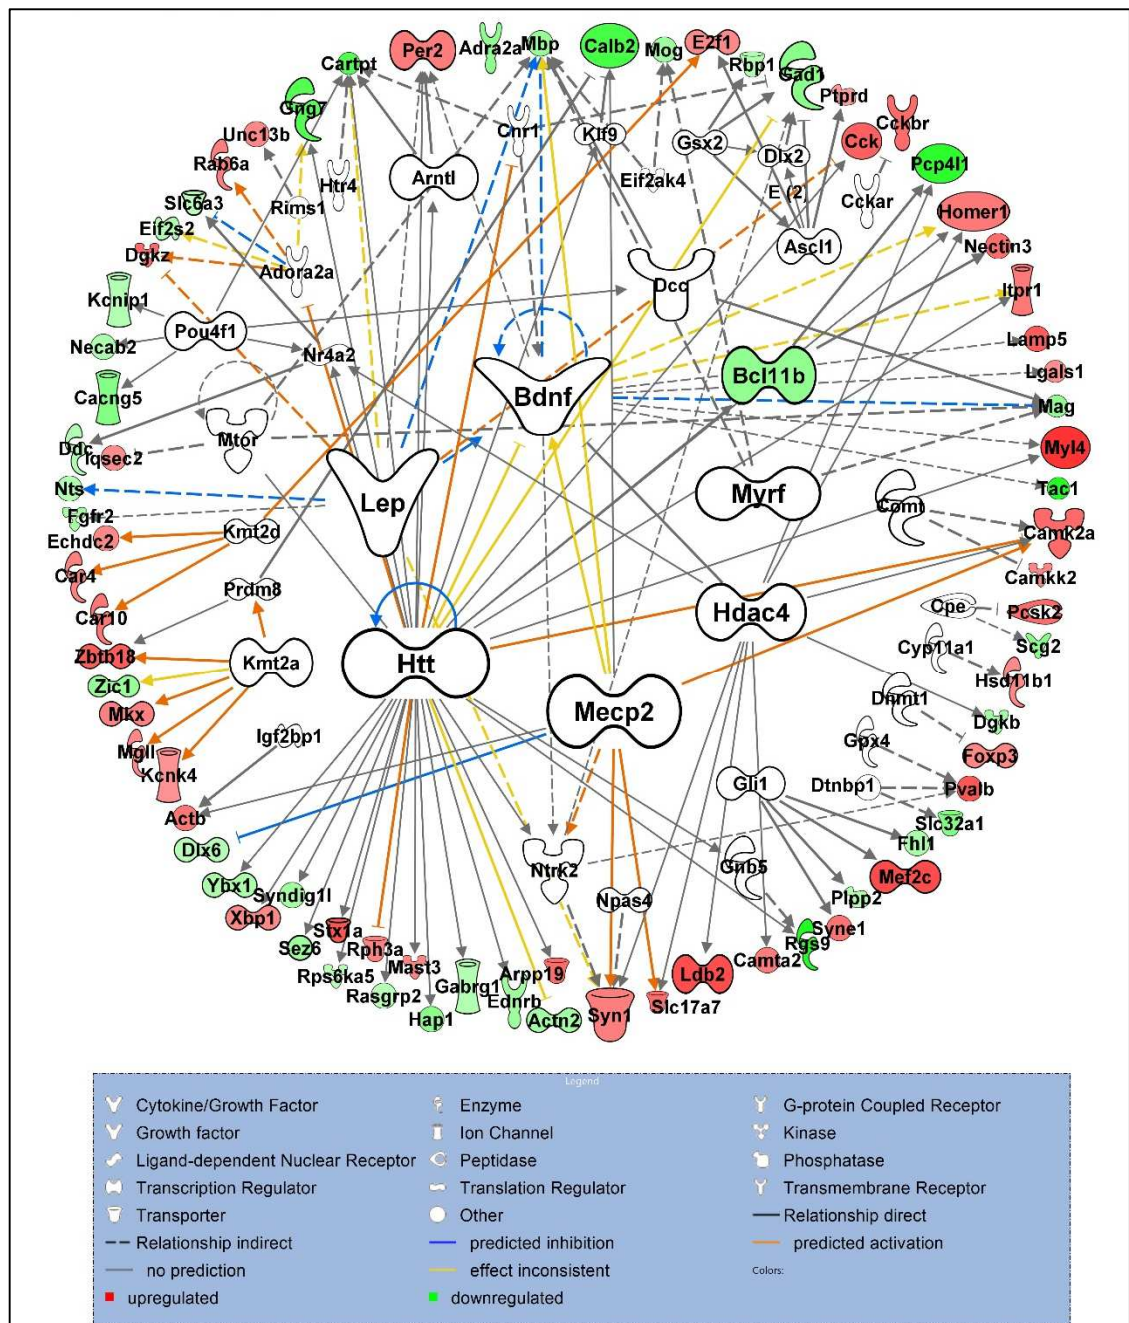 Per2
Adra2a
Mbp
Calb2
Mog
E2f1
Rbp1
Gad1
Ptprd
Cckbr
Cck
Pcp4l1
Cartpt
Gng7
Unc13b
Rab6a
Slc6a3
Eif2s2
Dgkz
Kcnip1
Necab2
Cacng5
Htr4
Rims1
Adora2a
Pou4f1
Arntl
Cnr1
Klf9
Eif2ak4
Gsx2
Dlx2
E (2)
Cckar
Ascl1
Homer1
Nectin3
Itpr1
Dcc
Nr4a2
Bdnf
Bcl11b
Lamp5
Lgals1
Mag
Mtor
Ddc
Iqsec2
Nts
Fgfr2
Lep
Myrf
Myl4
Tac1
Comt
Camk2a
Camkk2
Echdc2
Kmt2d
Car4
Prdm8
Car10
Zbtb18
Zic1
Kmt2a
Mkx
Mgll
Kcnk4
Igf2bp1
Htt
Hdac4
Mecp2
Cpe
Pcsk2
Scg2
Cyp11a1
Hsd11b1
Dnmt1
Dgkb
Gpx4
Foxp3
Gli1
Dtnbp1
Pvalb
Slc32a1
Actb
Dlx6
Ybx1
Syndig1l
Xbp1
Sez6
Stx1a
Rph3a
Rps6ka5
Mast3
Rasgrp2
Hap1
Gabrg1
Arpp19
Ednrb
Actn2
Ntrk2
Npas4
Syn1
Slc17a7
Ldb2
Gnb5
Camta2
Rgs9
Syne1
Plpp2
Mef2c
Fhl1
Legend
Cytokine/Growth Factor Enzyme G-protein Coupled Receptor
Growth factor Ion Channel Kinase
Ligand-dependent Nuclear Receptor Peptidase Phosphatase
Transcription Regulator Translation Regulator Transmembrane Receptor
Transporter Other Relationship direct
Relationship indirect predicted inhibition predicted activation
no prediction effect inconsistent Colors:
upregulated downregulated